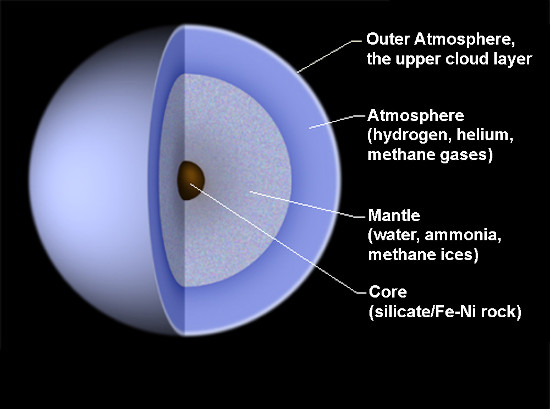 Outer Atmosphere,
the upper cloud layer
Atmosphere
(hydrogen, helium,
methane gases)
Mantle
(water, ammonia,
methane ices)
Core
(silicate/Fe-Ni rock)